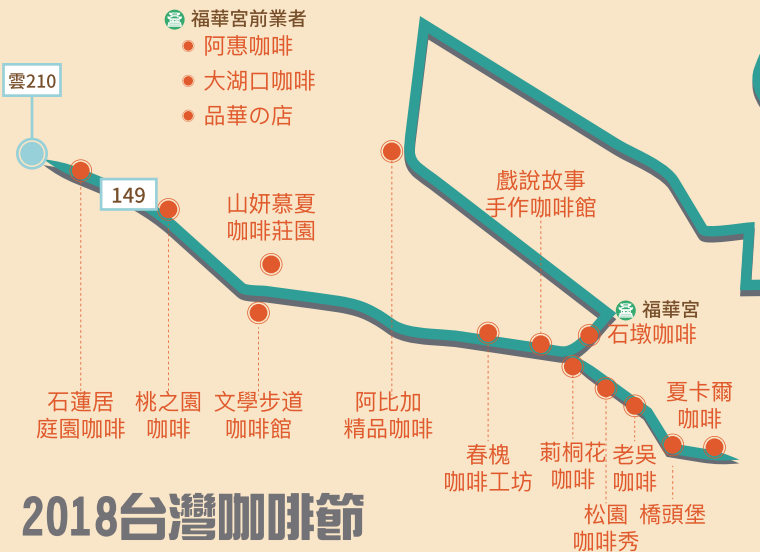 福華宮前業者
阿惠咖啡
大湖口咖啡
品華の店
雲210
149
山妍慕夏
咖啡莊園
戲說故事
手作咖啡館
福華宮
石墩咖啡
石蓮居
庭園咖啡
桃之園
咖啡
文學步道
咖啡館
阿比加
精品咖啡
夏卡爾
咖啡
春槐
咖啡工坊
莿桐花
咖啡
老吳
咖啡
松園
咖啡秀
橋頭堡
2018台灣咖啡節